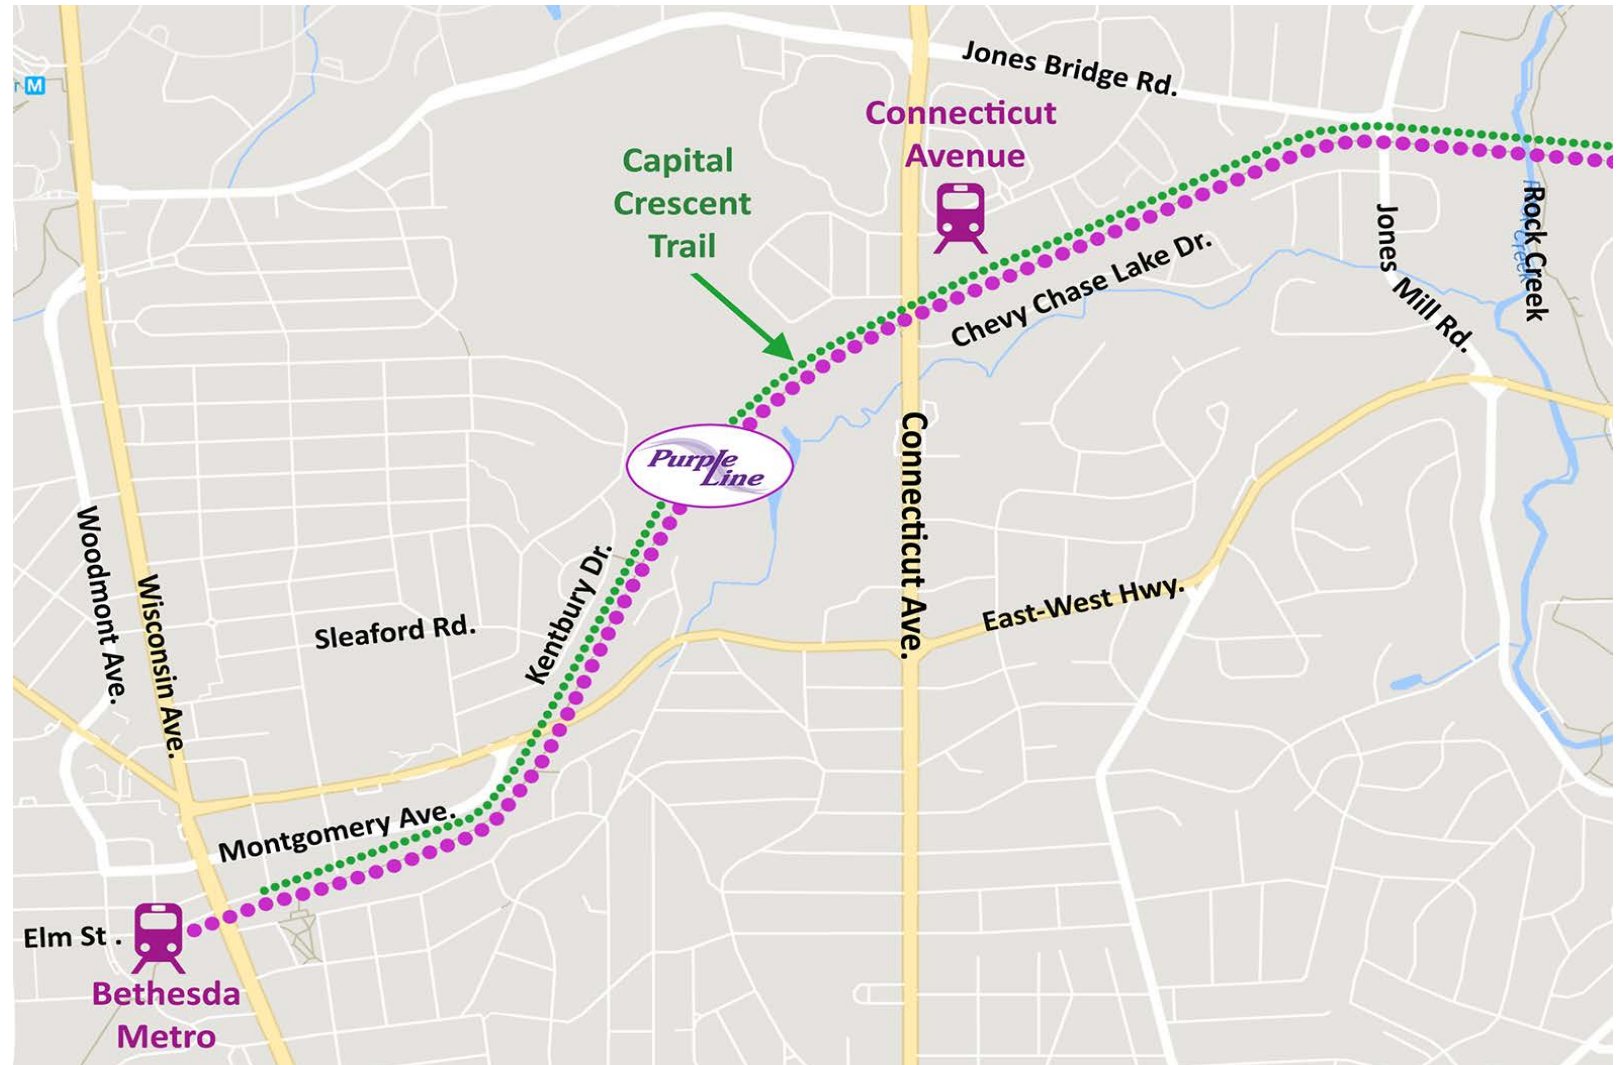 M
Jones Bridge Rd.
Connecticut
Avenue
Capital
Crescent
Trail
Rock Creek
Jones
Mill Rd.
Chevy Chase Lake Dr.
Purple
Line
Connecticut Ave.
Woodmont Ave.
Wisconsin Ave.
Kentbury Dr.
Sleaford Rd.
East-West Hwy.
Montgomery Ave.
Elm St .
Bethesda
Metro